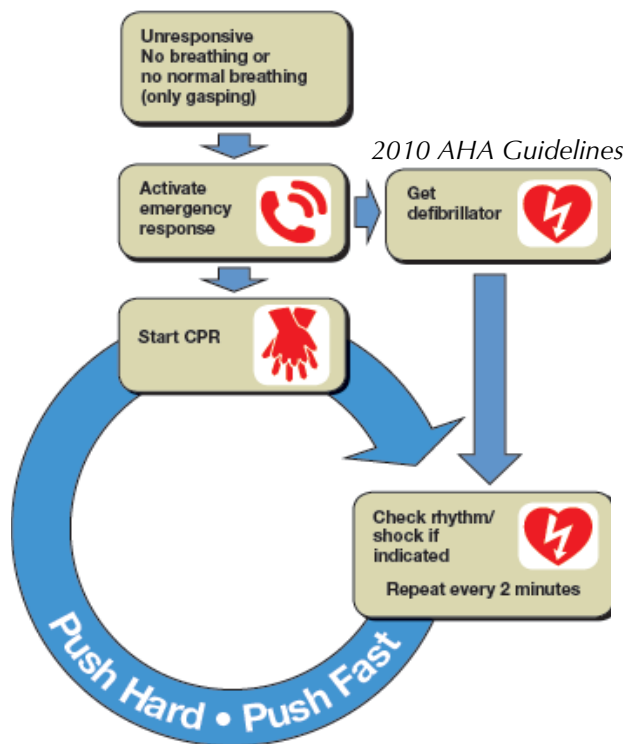 Unresponsive
No breathing or
no normal breathing
(only gasping)
2010 AHA Guidelines
Activate
emergency
response
Get
defibrillator
Start CPR
Check rhythm/
shock if
indicated
Repeat every 2 minutes
Push Hard • Push Fast